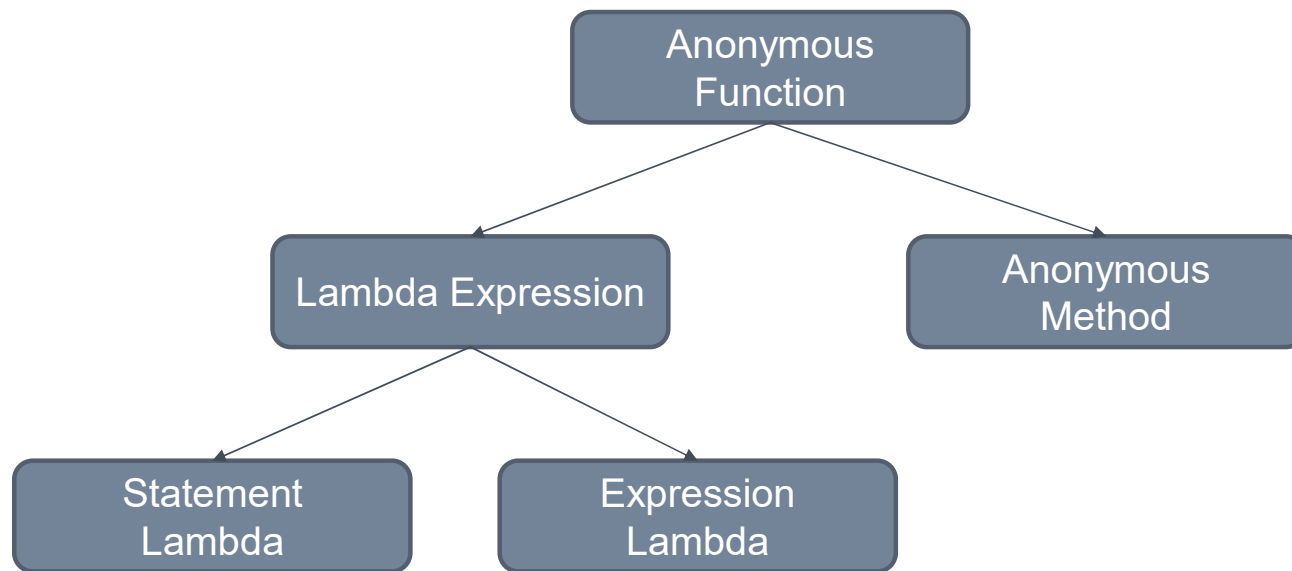 Anonymous
Function
Lambda Expression
Anonymous
Method
Statement
Lambda
Expression
Lambda